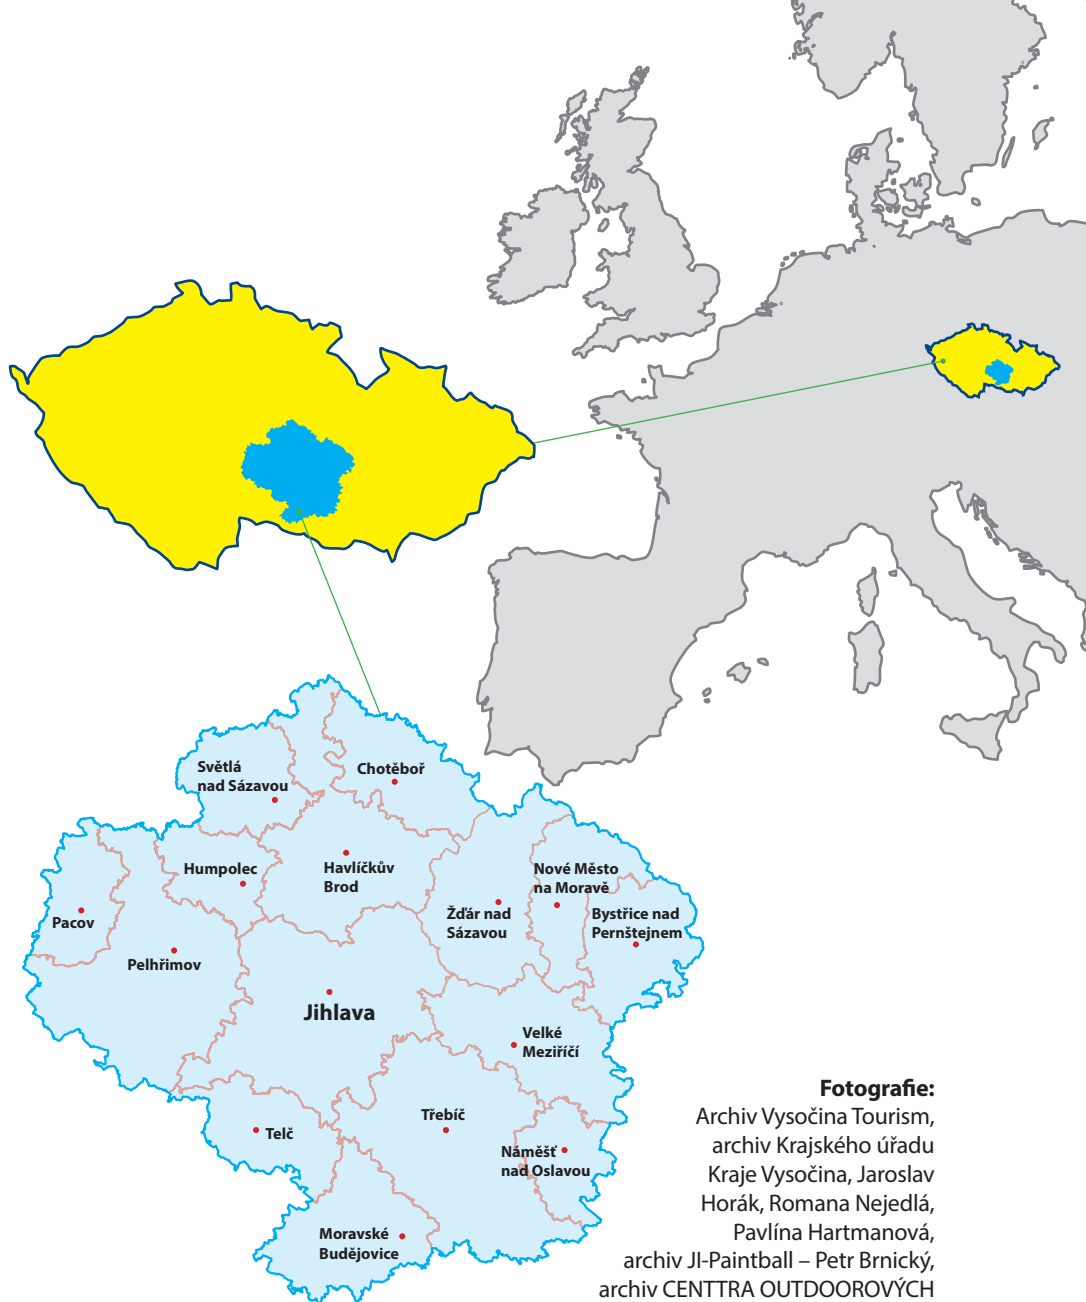 Světlá
nad Sázavou
Chotěboř
Humpolec
Havlíčkův
Brod
Nové Město
na Moravě
Pacov
Žďár nad
Sázavou
Bystřice nad
Pernštejnem
Pelhřimov
Jihlava
Velké
Meziříčí
Třebíč
Telč
Náměšť
nad Oslavou
Moravské
Budějovice
Fotografie:
Archiv Vysočina Tourism,
archiv Krajského úřadu
Kraje Vysočina, Jaroslav
Horák, Romana Nejedlá,
Pavlína Hartmanová,
archiv JI-Paintball – Petr Brnický,
archiv CENTTRA OUTDOOROVÝCH